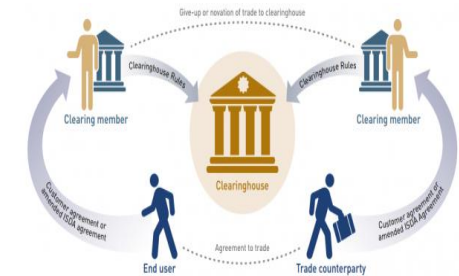 Give-up or novation of trade to clearinghouse
Clearinghouse Rules
Clearinghouse Rules
Clearing member
Clearing member
Clearinghouse
Customer agreement or
amended ISDA agreement
Customer agreement or
amended ISDA Agreement
Agreement to trade
End user
Trade counterparty